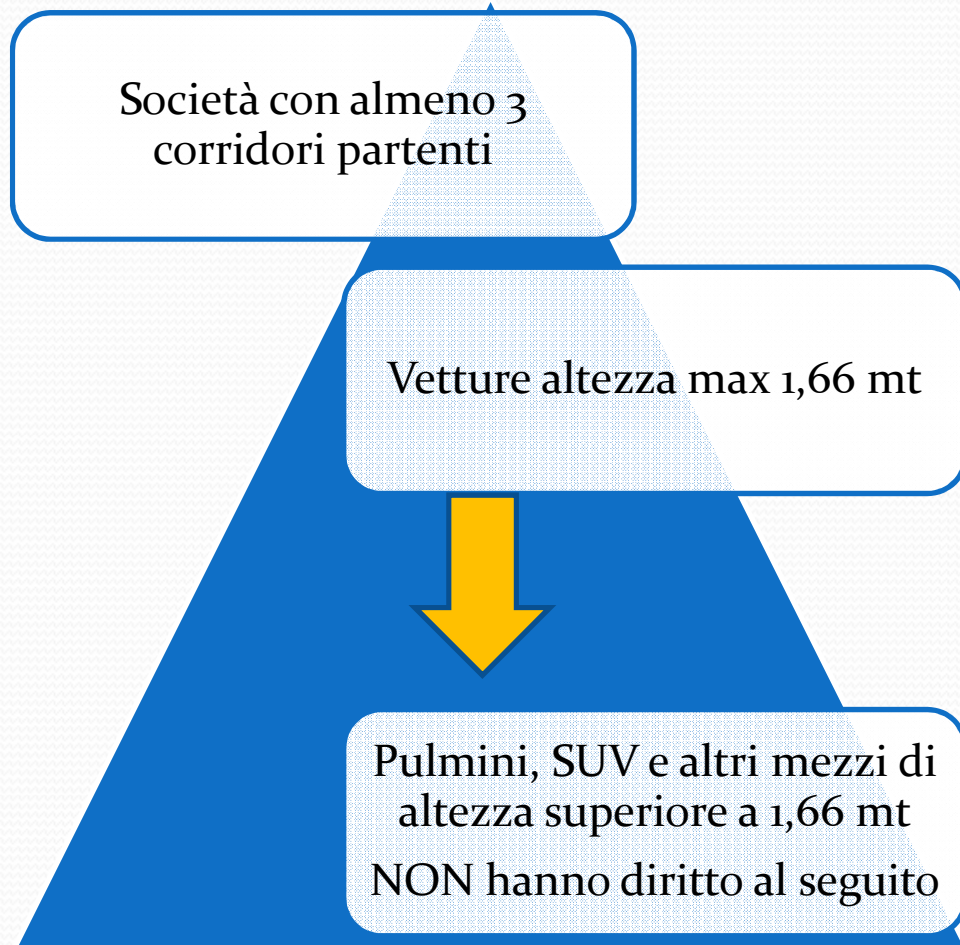 Società con almeno 3
corridori partenti
Vetture altezza max 1,66 mt
Pulmini, SUV e altri mezzi di
altezza superiore a 1,66 mt
NON hanno diritto al seguito